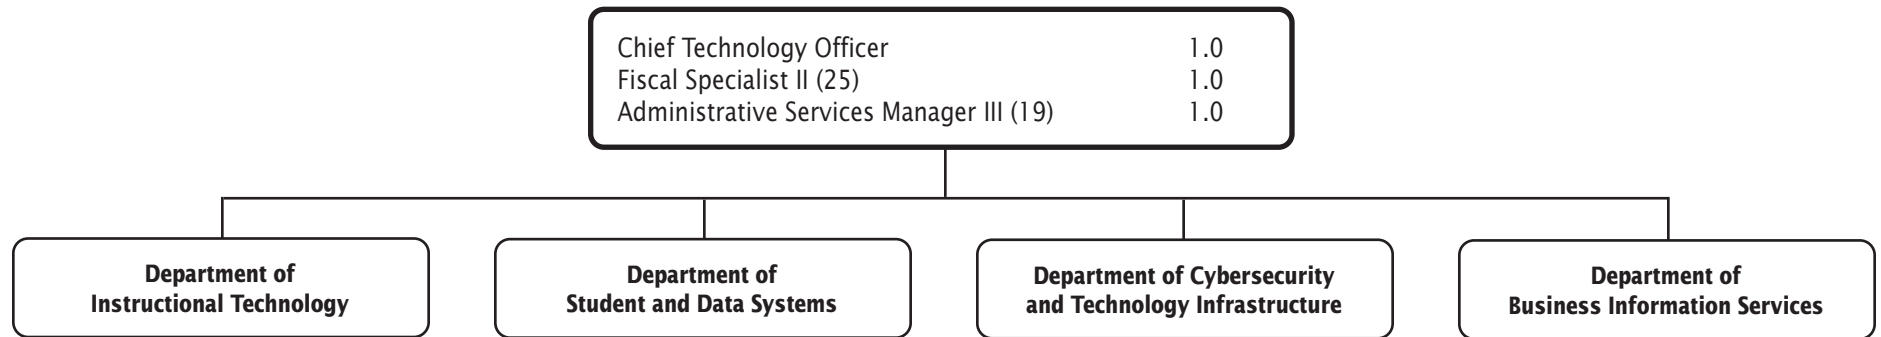 Chief Technology Officer 1.0
Fiscal Specialist II (25) 1.0
Administrative Services Manager III (19) 1.0
Department of
Instructional Technology
Department of
Student and Data Systems
Department of Cybersecurity
and Technology Infrastructure
Department of
Business Information Services